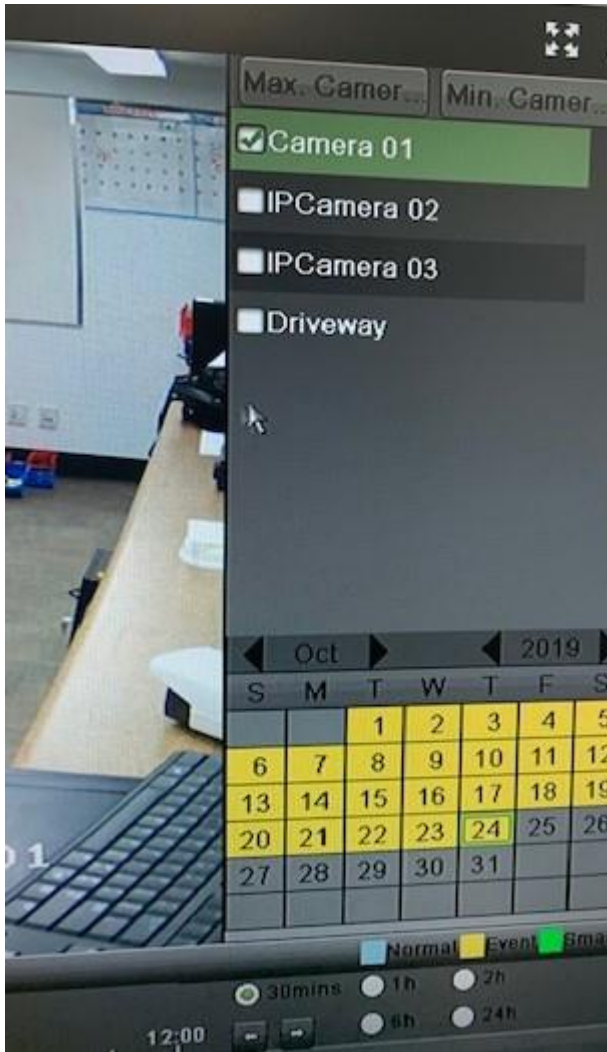 Max. Camer... Min. Camer...
Camera 01
IPCamera 02
IPCamera 03
Driveway
Oct 2019
S M T W T F S
1 2 3 4 5
6 7 8 9 10 11 12
13 14 15 16 17 18 19
20 21 22 23 24 25 26
27 28 29 30 31
01
Normal Event Sma
30mins 1h 2h
6h 24h
12:00